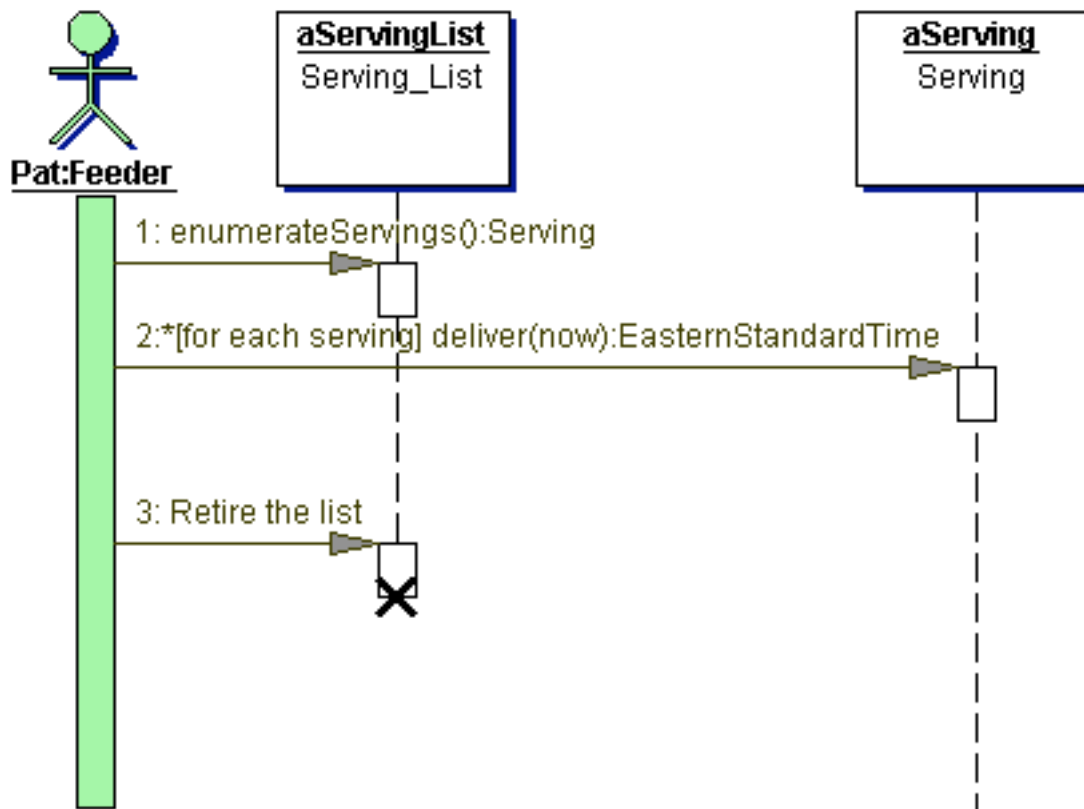 aServingList
Serving_List
aServing
Serving
Pat:Feeder
1: enumerateServings():Serving
2:*[for each serving] deliver(now):EasternStandardTime
3: Retire the list